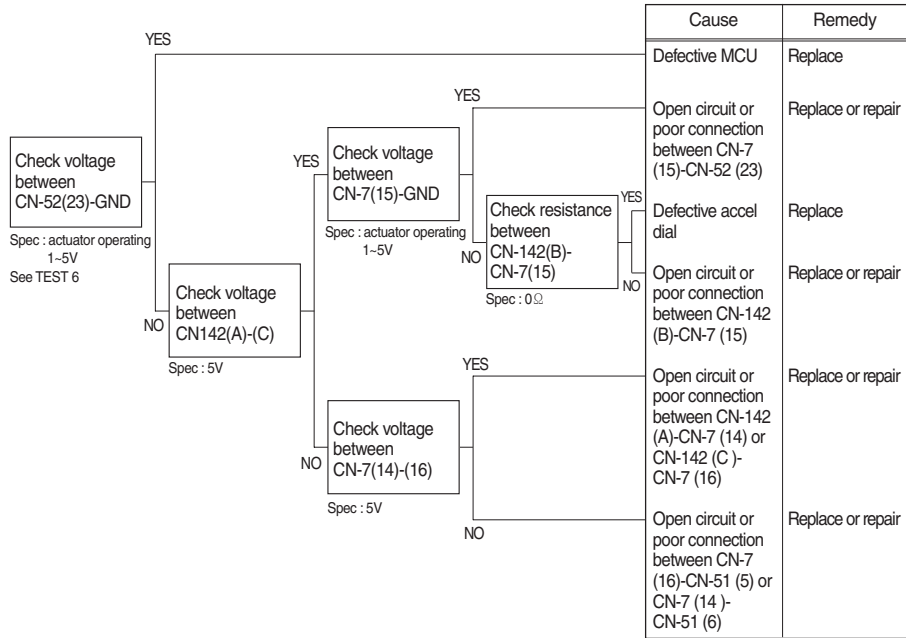 Cause
Remedy
YES
Defective MCU
Replace
YES
Open circuit or
poor connection
between CN-7
(15)-CN-52 (23)
Replace or repair
Check voltage
between
CN-52(23)-GND
Spec : actuator operating
1~5V
See TEST 6
YES
Check voltage
between
CN-7(15)-GND
Spec : actuator operating
1~5V
NO
Check resistance
between
CN-142(B)-
CN-7(15)
Spec : 0Ω
YES
Defective accel
dial
Replace
NO
Open circuit or
poor connection
between CN-142
(B)-CN-7 (15)
Replace or repair
NO
Check voltage
between
CN142(A)-(C)
Spec : 5V
YES
Open circuit or
poor connection
between CN-142
(A)-CN-7 (14) or
CN-142 (C )-
CN-7 (16)
Replace or repair
NO
Check voltage
between
CN-7(14)-(16)
Spec : 5V
NO
Open circuit or
poor connection
between CN-7
(16)-CN-51 (5) or
CN-7 (14 )-
CN-51 (6)
Replace or repair